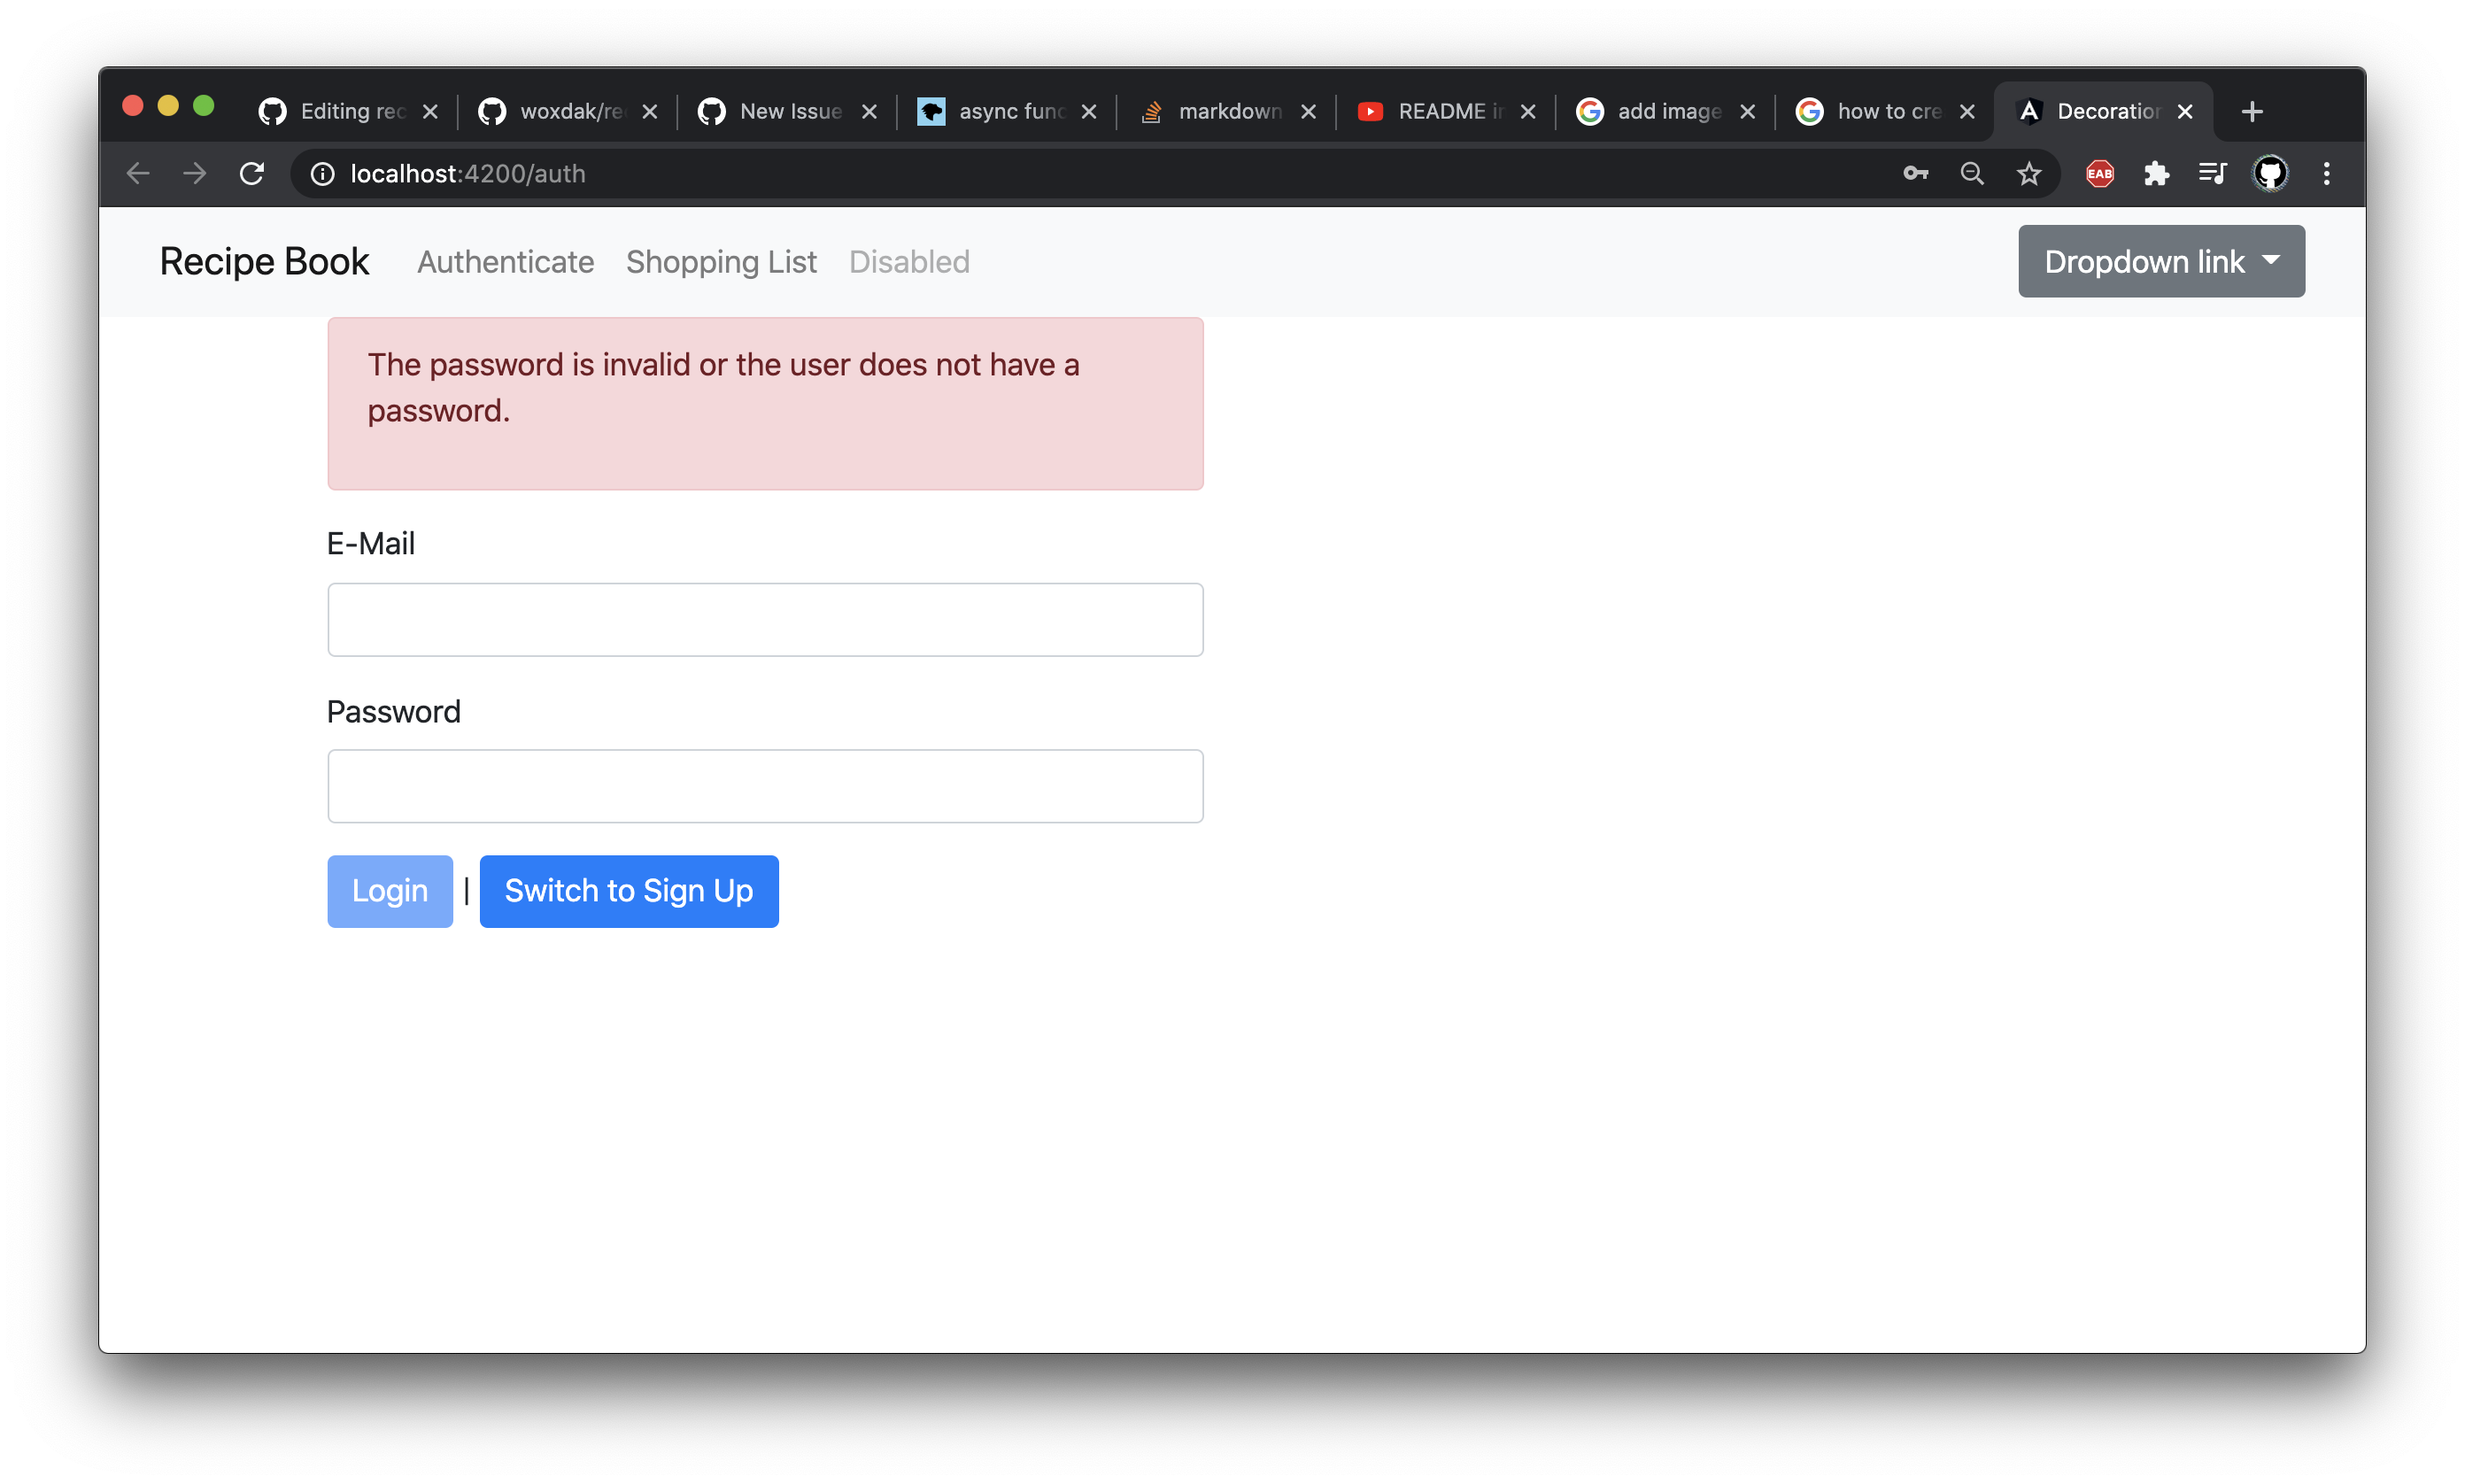 Editing rec
woxdak/re
New Issue
async func
markdown
README in
add image
how to cre
Decoration
localhost:4200/auth
EAB
Recipe Book Authenticate Shopping List Disabled Dropdown link
The password is invalid or the user does not have a
password.
E-Mail
Password
Login | Switch to Sign Up